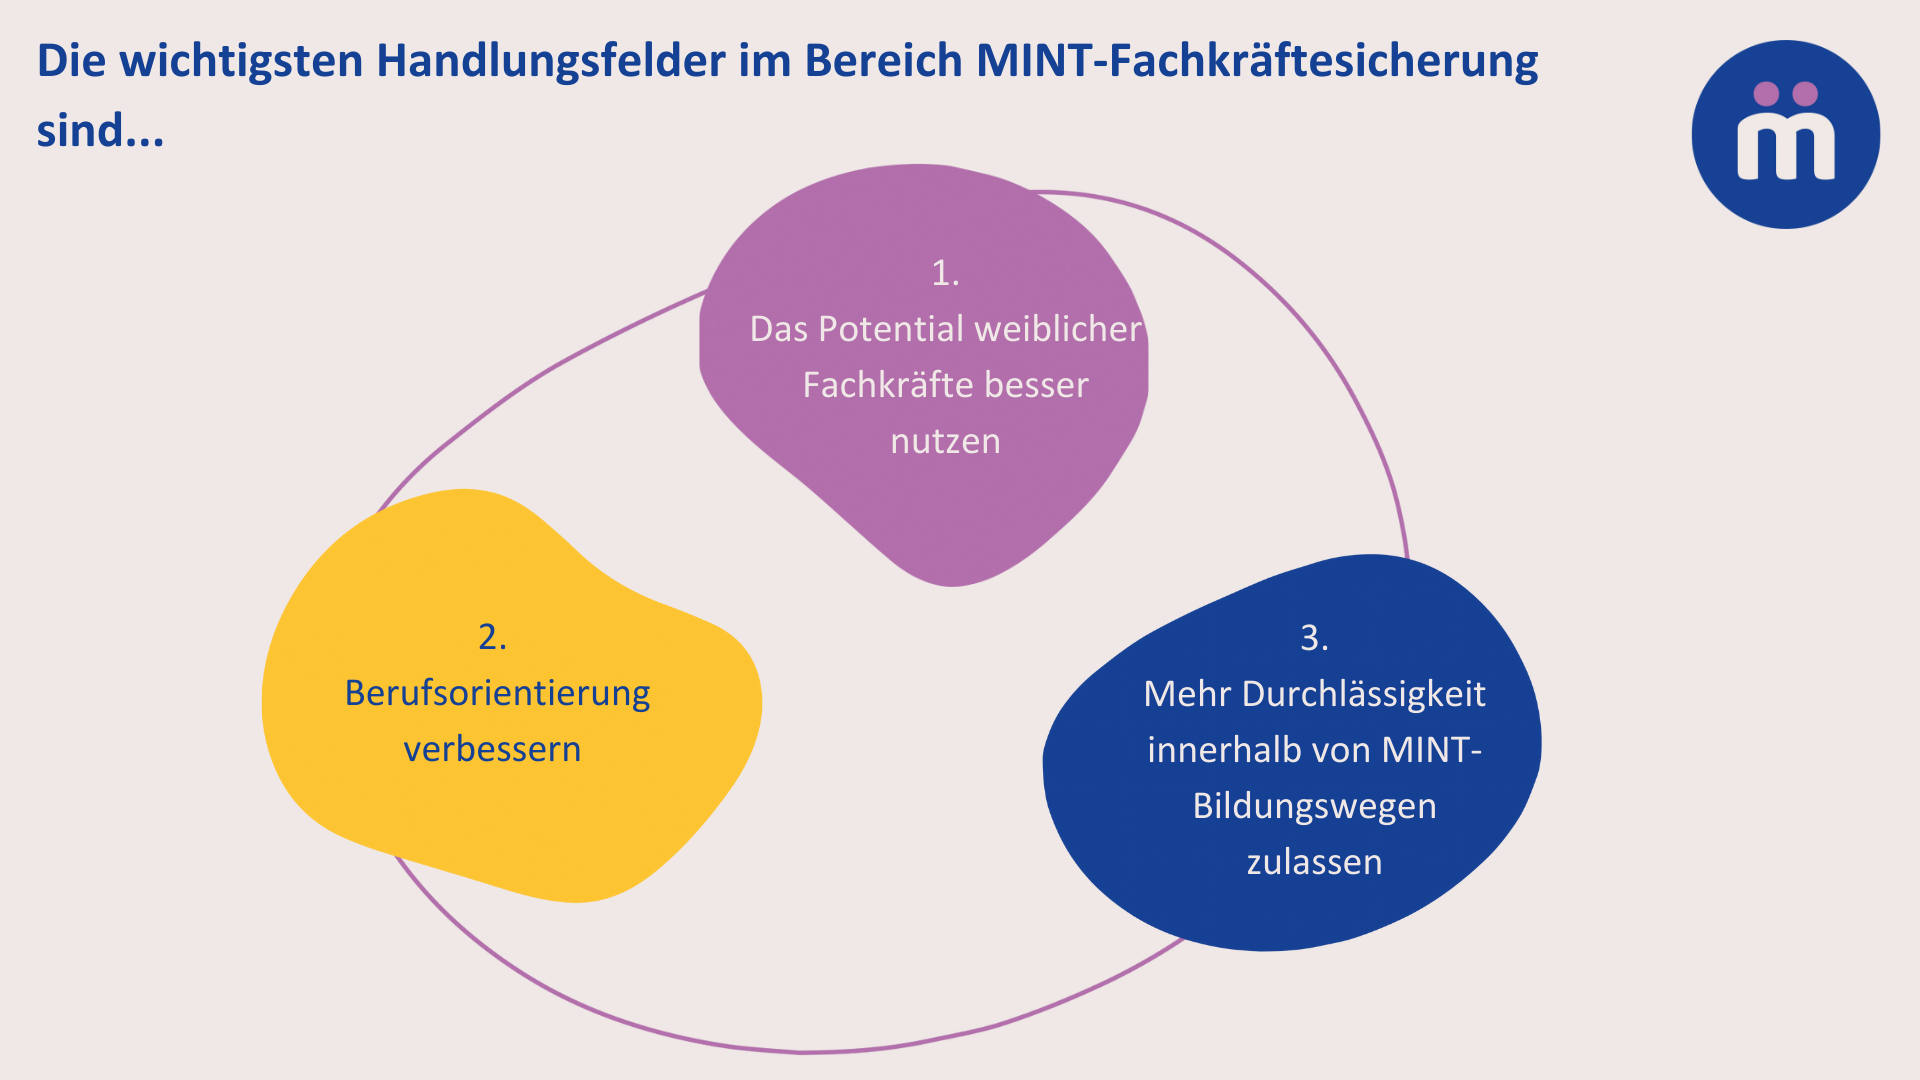 Die wichtigsten Handlungsfelder im Bereich MINT-Fachkräftesicherung
sind...
m̈
1.
Das Potential weiblicher
Fachkräfte besser
nutzen
2.
Berufsorientierung
verbessern
3.
Mehr Durchlässigkeit
innerhalb von MINT-
Bildungswegen
zulassen